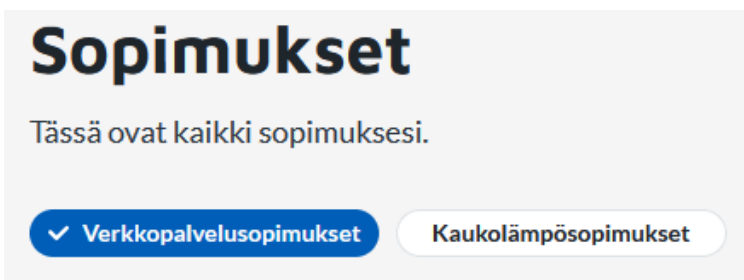 Sopimukset
Tässä ovat kaikki sopimuksesi.
Verkkopalvelusopimukset Kaukolämpösopimukset